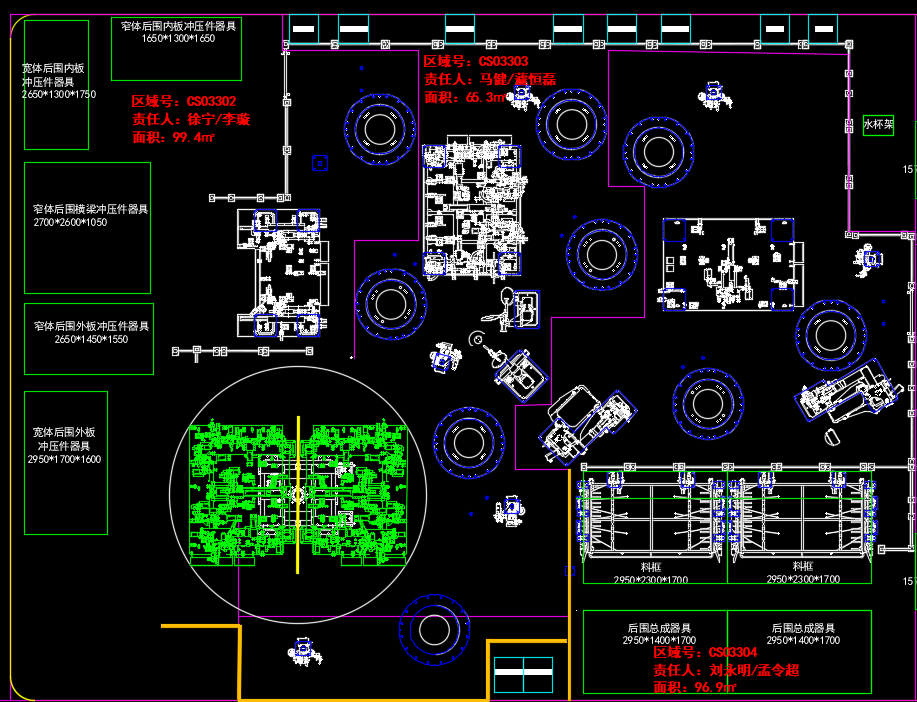 窄体后围内板冲压件器具
1650*1300*1650
宽体后围内板
冲压件器具
2650*1300*1750
区域号：CS03302
责任人：徐宁/李璇
面积：99.4㎡
区域号：CS03303
责任人：马健/蓝恒磊
面积：65.3㎡
水杯架
15
窄体后围横梁冲压件器具
2700*2600*1050
窄体后围外板冲压件器具
2650*1450*1550
宽体后围外板
冲压件器具
2950*1700*1600
料框
2950*2300*1700
料框
2950*2300*1700
15
后围总成器具
2950*1400*1700
后围总成器具
2950*1400*1700
区域号：CS03304
责任人：刘永明/孟令超
面积：96.9㎡